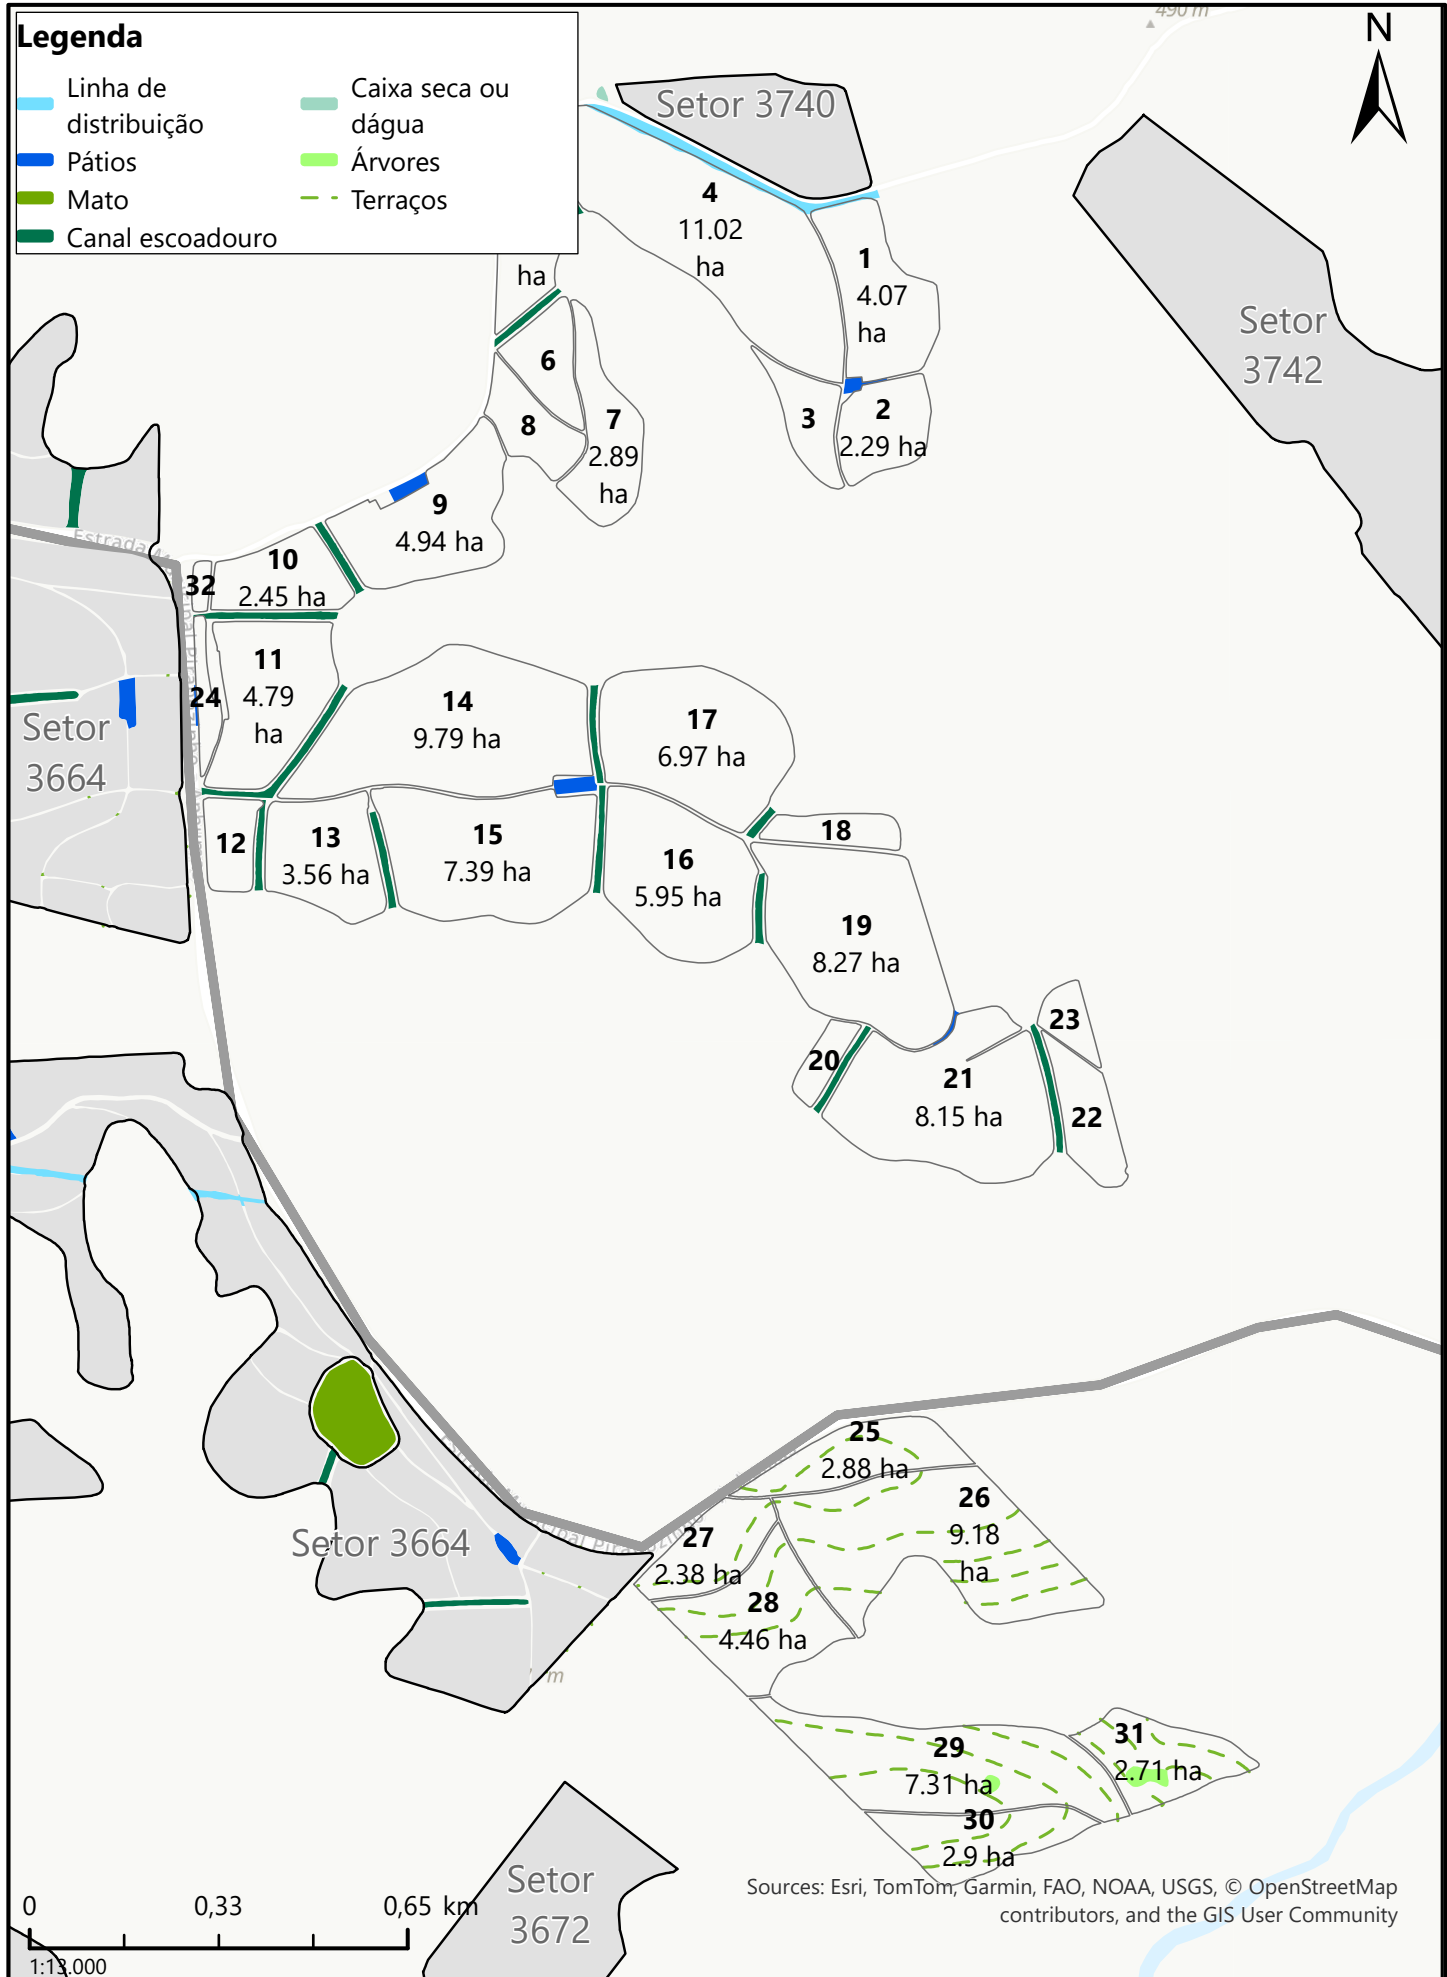 Legenda
Linha de
distribuição
Pátios
Mato
Canal escoadouro
Caixa seca ou
dágua
Árvores
Terraços
490 m
N
Setor 3740
4
11.02
ha
1
4.07
ha
Setor
3742
ha
6
8
7
2.89
ha
3
2
2.29 ha
9
4.94 ha
10
2.45 ha
32
Estrada
11
4.79
ha
24
14
9.79 ha
17
6.97 ha
Setor
3664
12
13
3.56 ha
15
7.39 ha
16
5.95 ha
18
19
8.27 ha
20
21
8.15 ha
23
22
25
2.88 ha
26
9.18
ha
27
2.38 ha
28
4.46 ha
Setor 3664
m
29
7.31 ha
31
2.71 ha
30
2.9 ha
Setor
3672
0 0,33 0,65 km
1:13.000
Sources: Esri, TomTom, Garmin, FAO, NOAA, USGS, © OpenStreetMap
contributors, and the GIS User Community